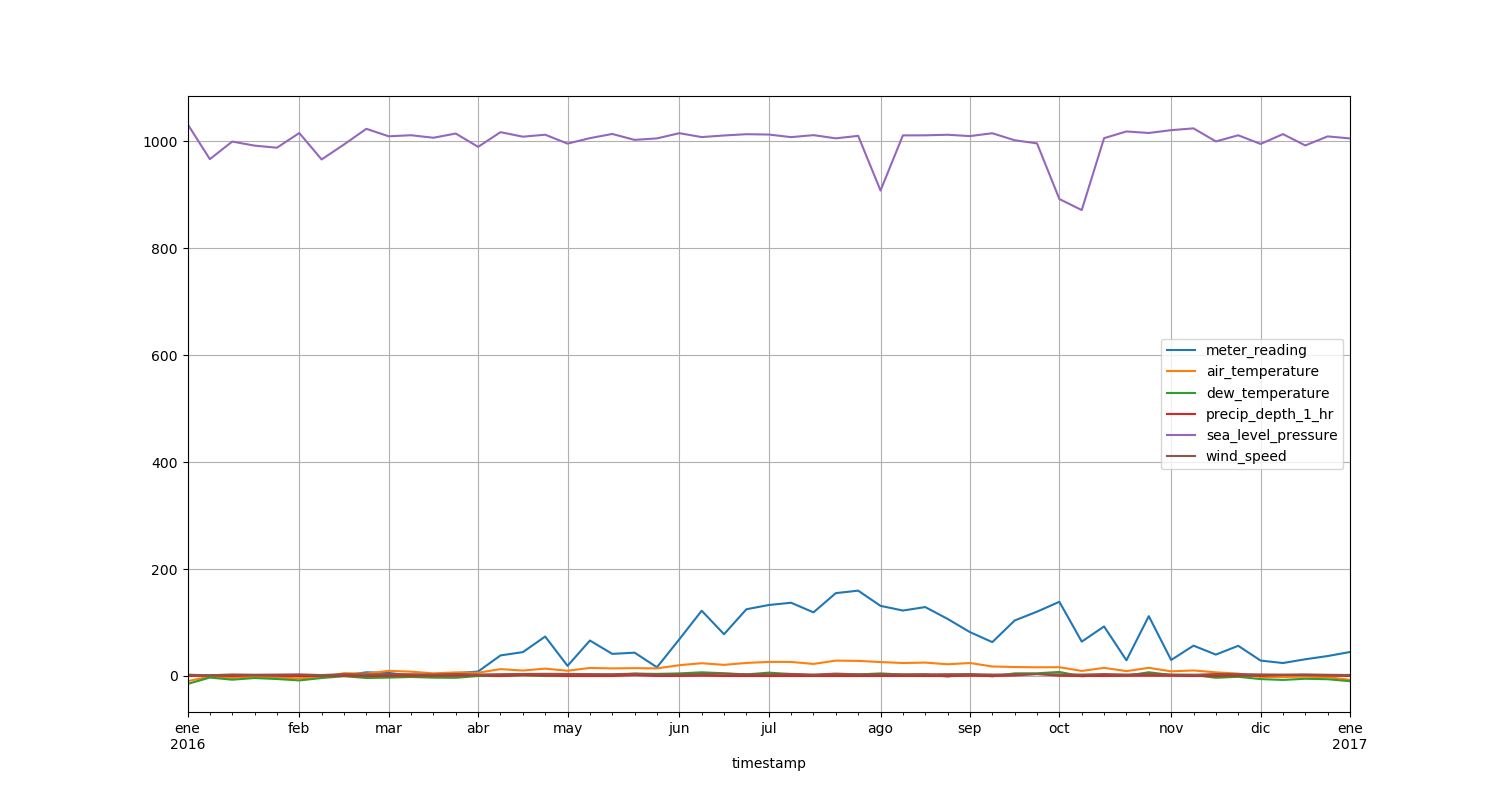 1000
800
600
400
200
0
meter_reading
air_temperature
dew_temperature
precip_depth_1_hr
sea_level_pressure
wind_speed
ene feb mar abr may jun jul ago sep oct nov dic ene
2016 2017
timestamp